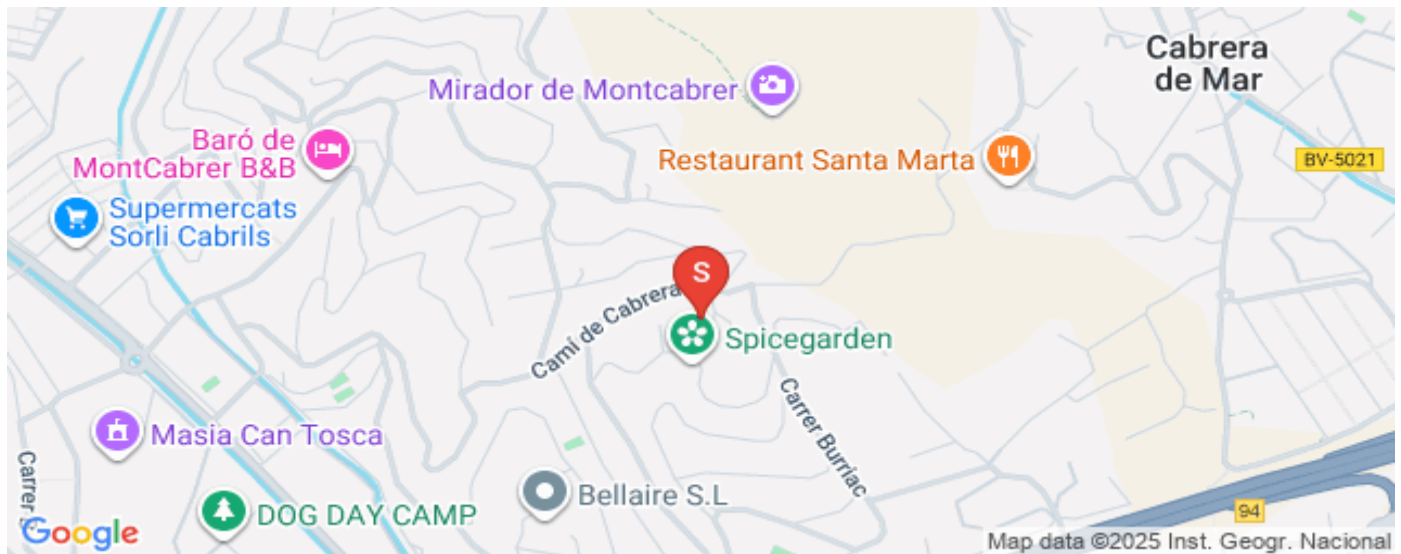 Cabrera
de Mar
Mirador de Montcabrer
Baró de
MontCabrer B&B
Restaurant Santa Marta
BV-5021
Supermercats
Sorli Cabrils
S
Camí de Cabrera
Spicegarden
Masia Can Tosca
Carrer Burriac
Carrer
Bellaire S.L
DOG DAY CAMP
94
Google
Map data ©2025 Inst. Geogr. Nacional